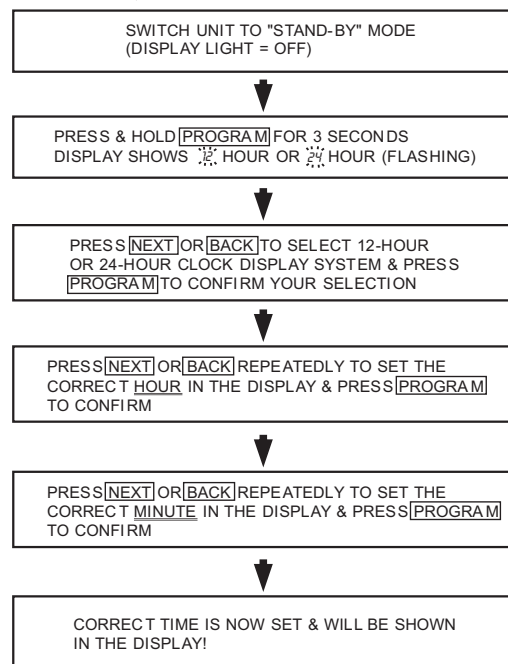 SWITCH UNIT TO "STAND-BY" MODE
(DISPLAY LIGHT = OFF)
PRESS & HOLD PROGRAM FOR 3 SECONDS
DISPLAY SHOWS 12 HOUR OR 24 HOUR (FLASHING)
PRESS NEXT OR BACK TO SELECT 12-HOUR
OR 24-HOUR CLOCK DISPLAY SYSTEM & PRESS
PROGRAM TO CONFIRM YOUR SELECTION
PRESS NEXT OR BACK REPEATEDLY TO SET THE
CORRECT HOUR IN THE DISPLAY & PRESS PROGRAM
TO CONFIRM
PRESS NEXT OR BACK REPEATEDLY TO SET THE
CORRECT MINUTE IN THE DISPLAY & PRESS PROGRAM
TO CONFIRM
CORRECT TIME IS NOW SET & WILL BE SHOWN
IN THE DISPLAY!